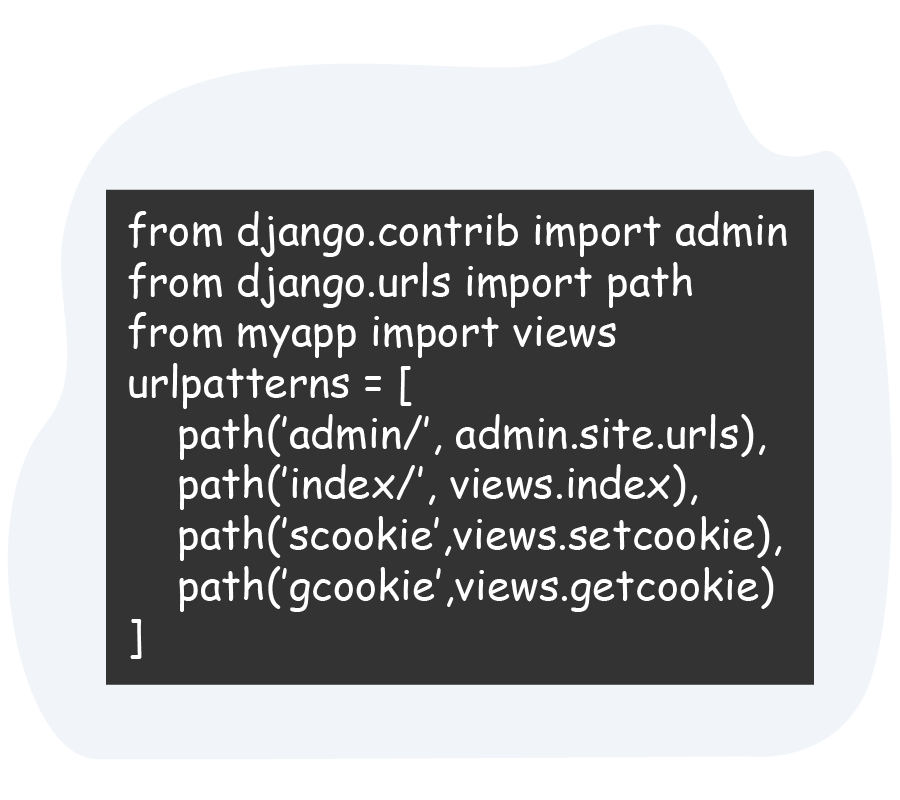 from django.contrib import admin
from django.urls import path
from myapp import views
urlpatterns = [
    path('admin/', admin.site.urls),
    path('index/', views.index),
    path('scookie',views.setcookie),
    path('gcookie',views.getcookie)
]